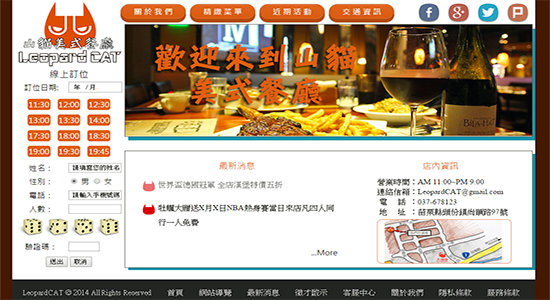 關於我們
精緻菜單
近期活動
交通資訊
山貓美式餐廳
Leopard CAT
線上訂位
訂位日期: 年 /月
11:30 12:00 12:30
13:30 14:00 14:30
17:30 18:00 18:30
19:00 19:30 19:45
姓名： 請填寫您的姓名
性別： 男 女
電話： 請輸入手機號碼
人數：
驗證碼：
送出 取消
歡迎來到山貓
美式餐廳
最新消息
世界盃德國冠軍 全店漢堡特價五折
牡蠣大贈送X月X日NBA熱身賽當日來店凡四人同
行一人免費
...More
店內資訊
營業時間：AM 11:00~PM 9.00
連絡信箱：LeopardCAT@gmail.com
電 話：037-678123
地 址：苗栗縣頭份鎮尚順路97號
LeopardCAT © 2014 All Rights Reserved
首頁 網站導覽 最新消息 徵才啟示 客服中心 關於我們 隱私條款 服務條款